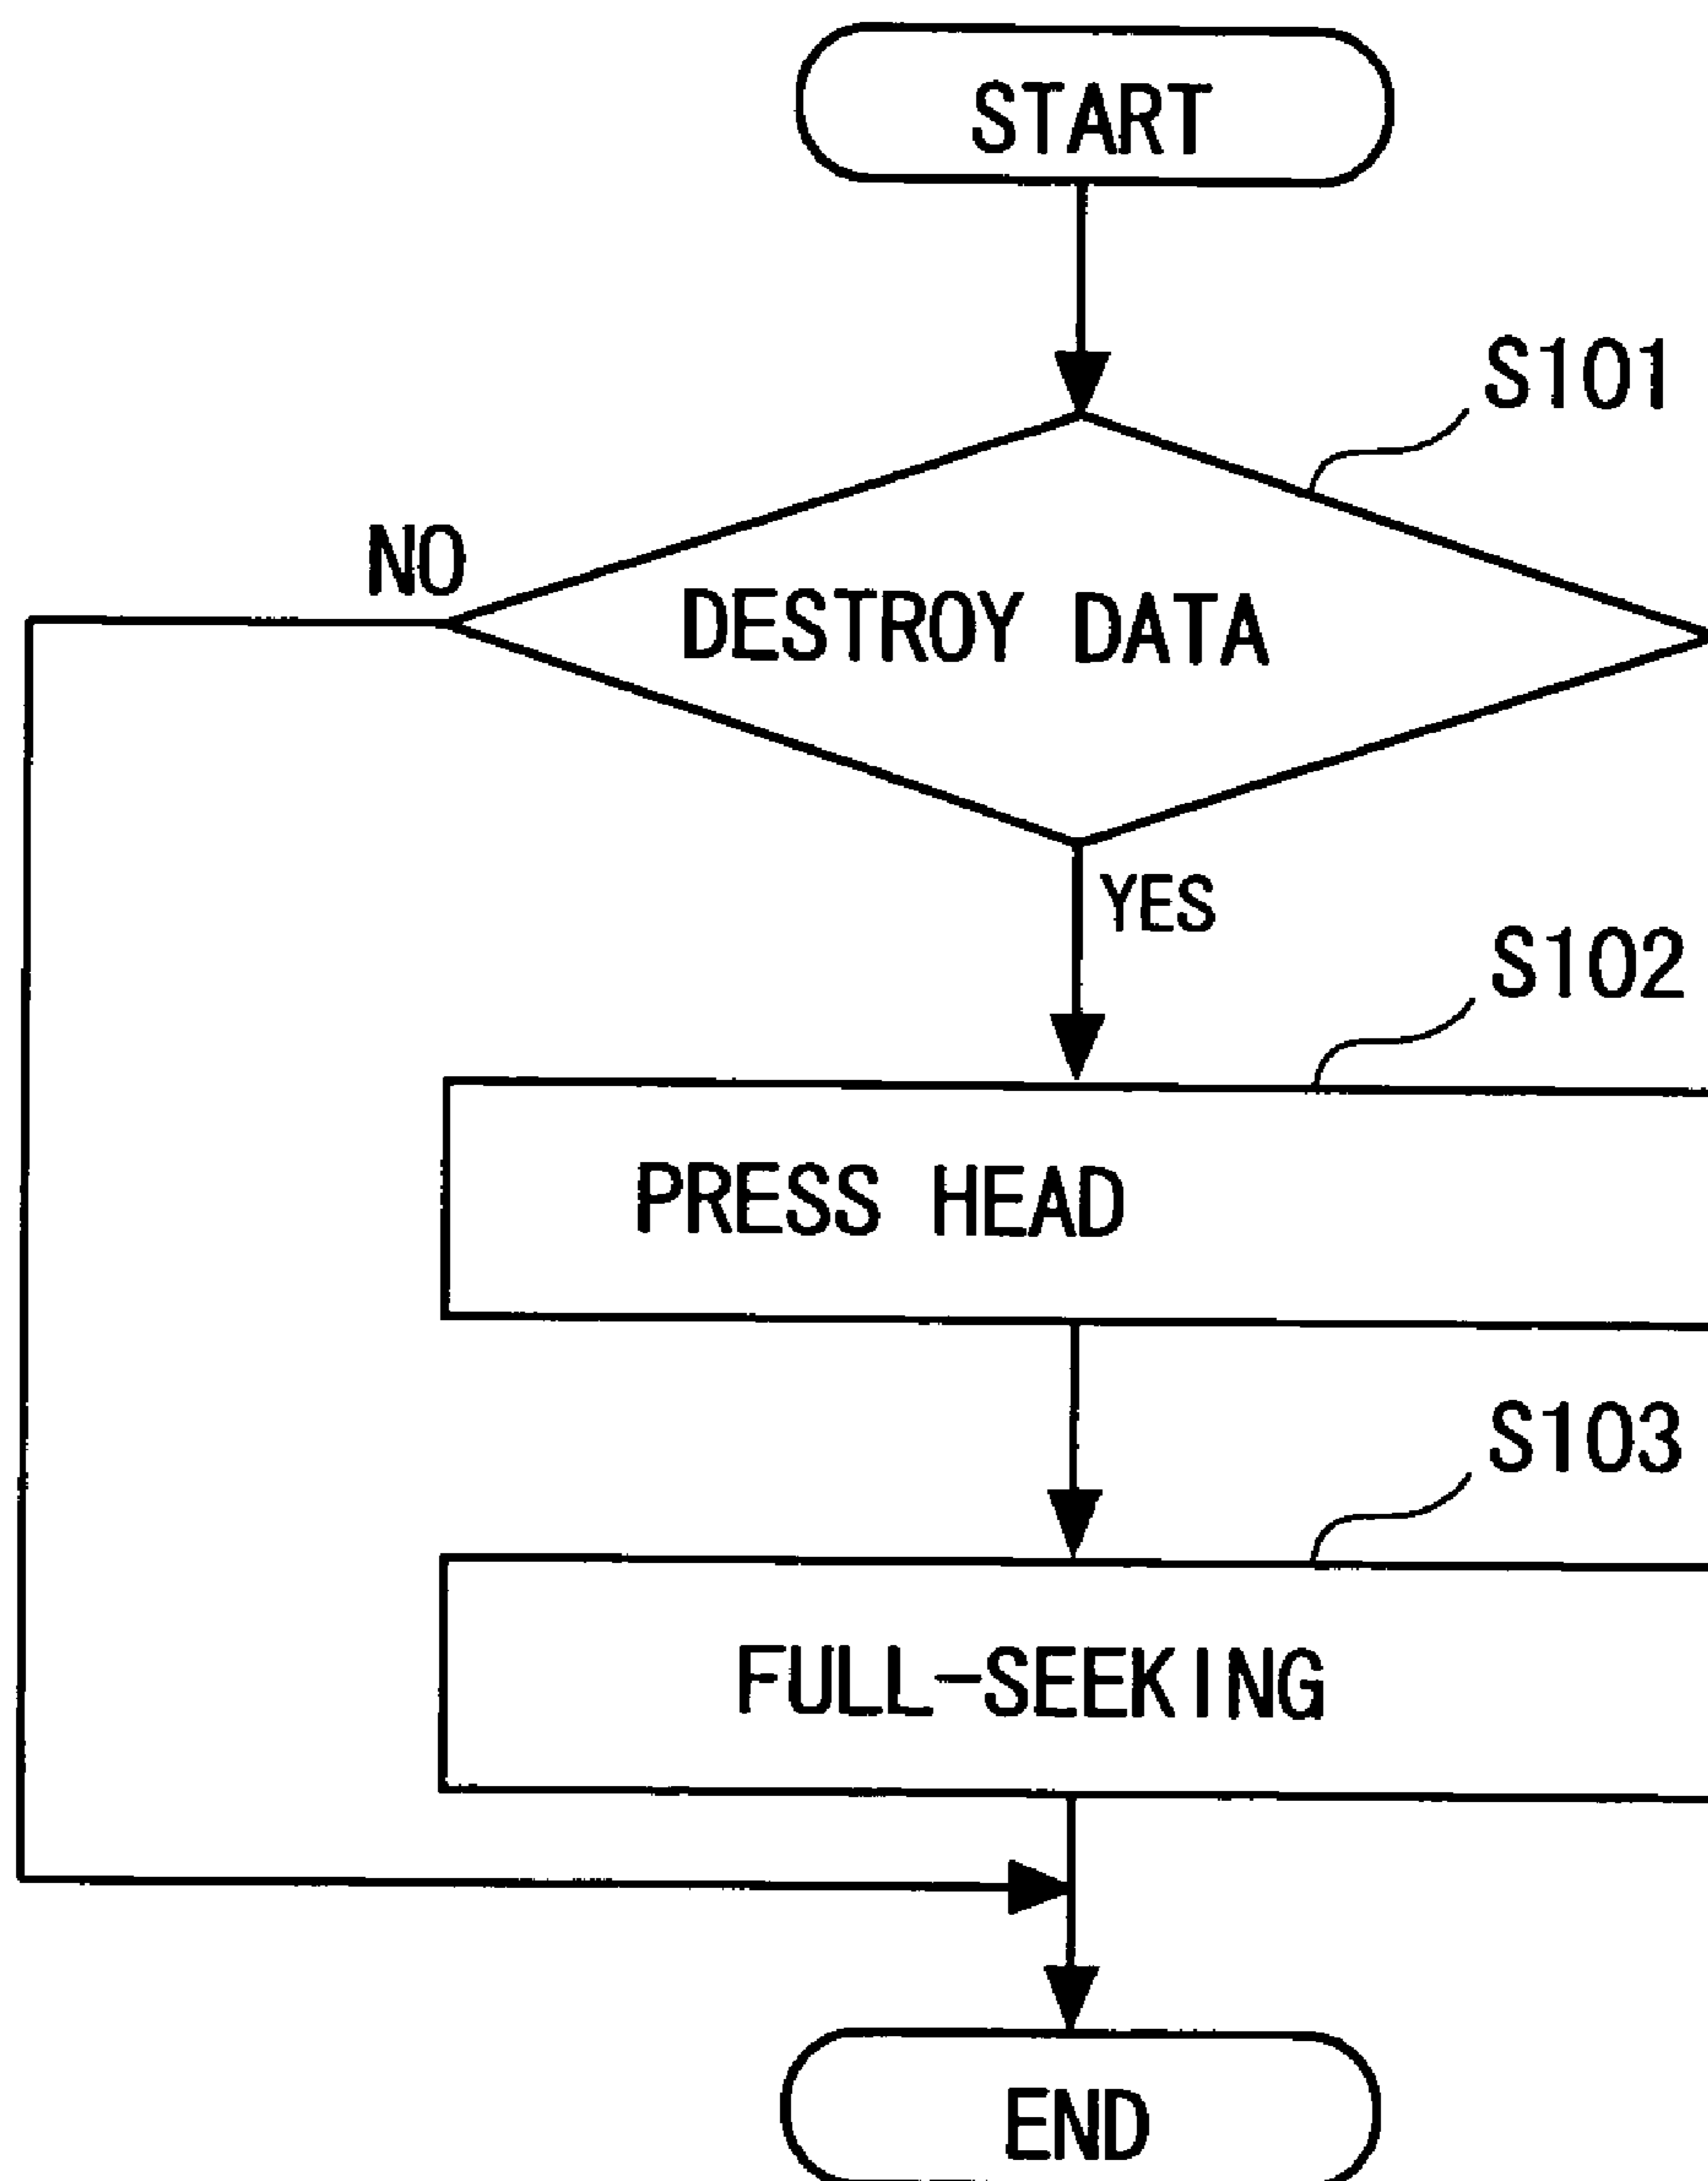 START
S101
NO
DESTROY DATA
YES
S102
PRESS HEAD
S103
FULL-SEEKING
END